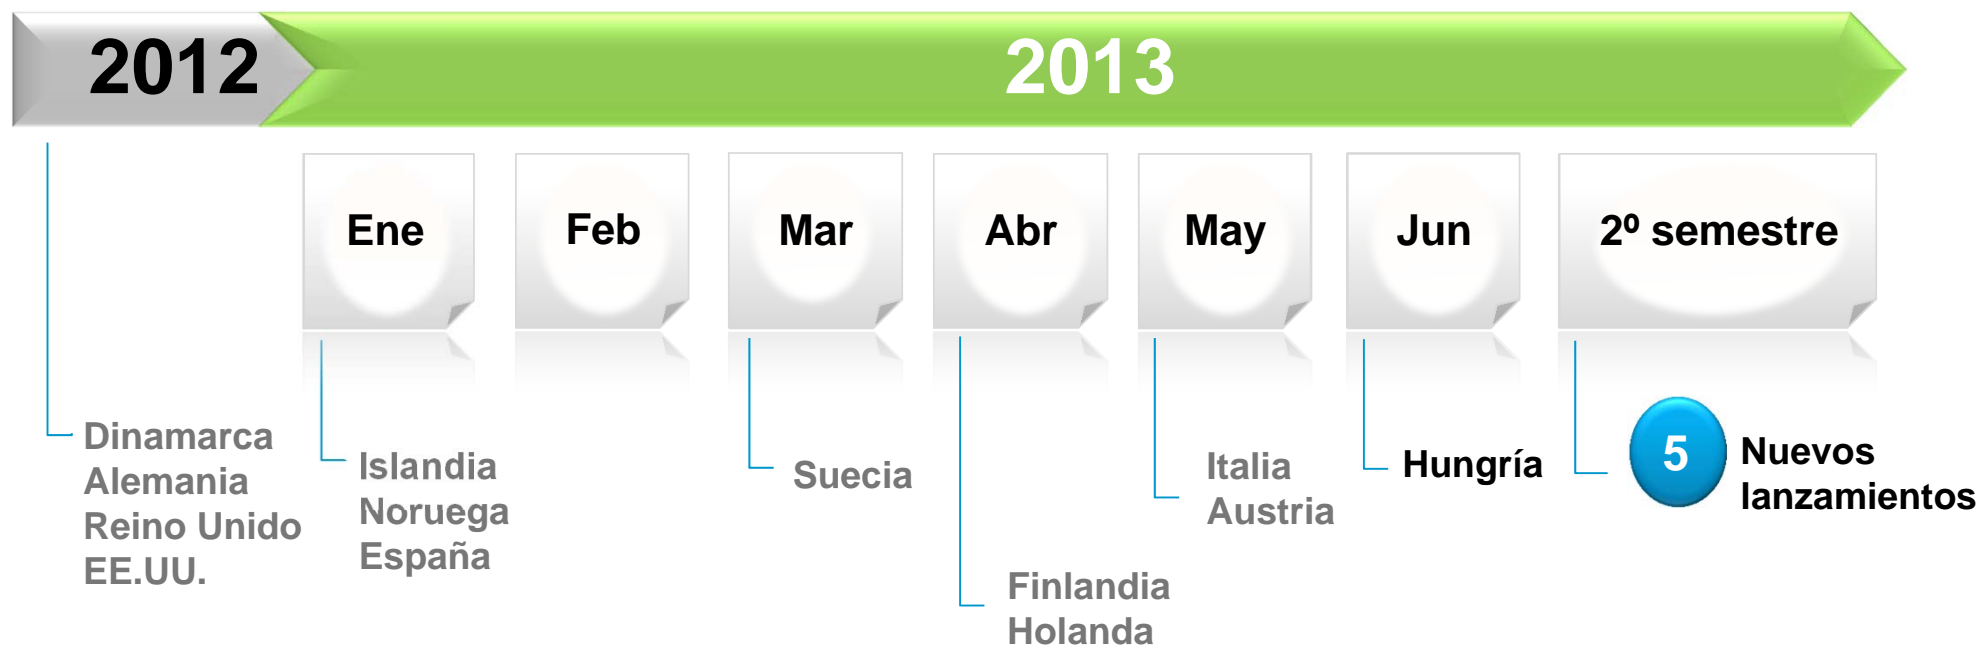 2012
2013
Ene
Feb
Mar
Abr
May
Jun
2º semestre
Dinamarca
Alemania
Reino Unido
EE.UU.
Islandia
Noruega
España
Suecia
Finlandia
Holanda
Italia
Austria
Hungría
5
Nuevos
lanzamientos